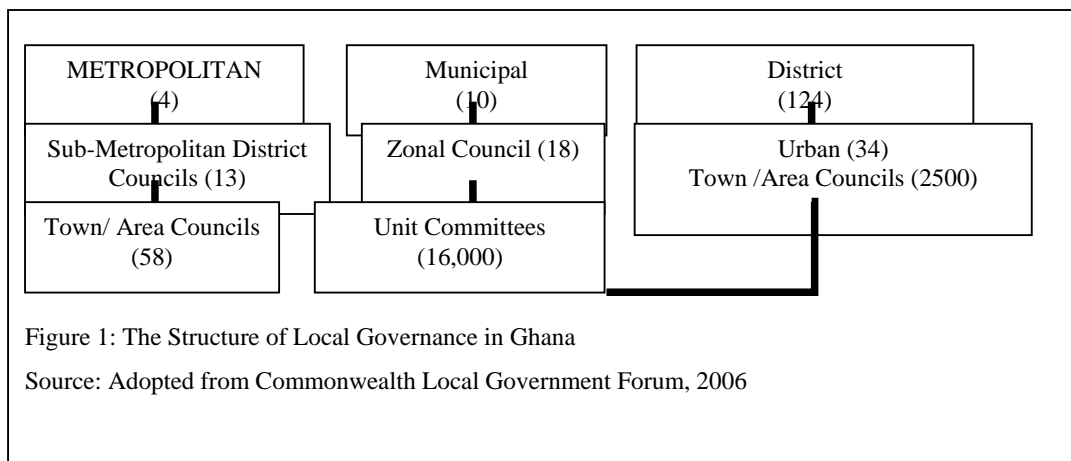 METROPOLITAN
(4)
Municipal
(10)
District
(124)
Sub-Metropolitan District
Councils (13)
Zonal Council (18)
Urban (34)
Town /Area Councils (2500)
Town/ Area Councils
(58)
Unit Committees
(16,000)
Figure 1: The Structure of Local Governance in Ghana
Source: Adopted from Commonwealth Local Government Forum, 2006